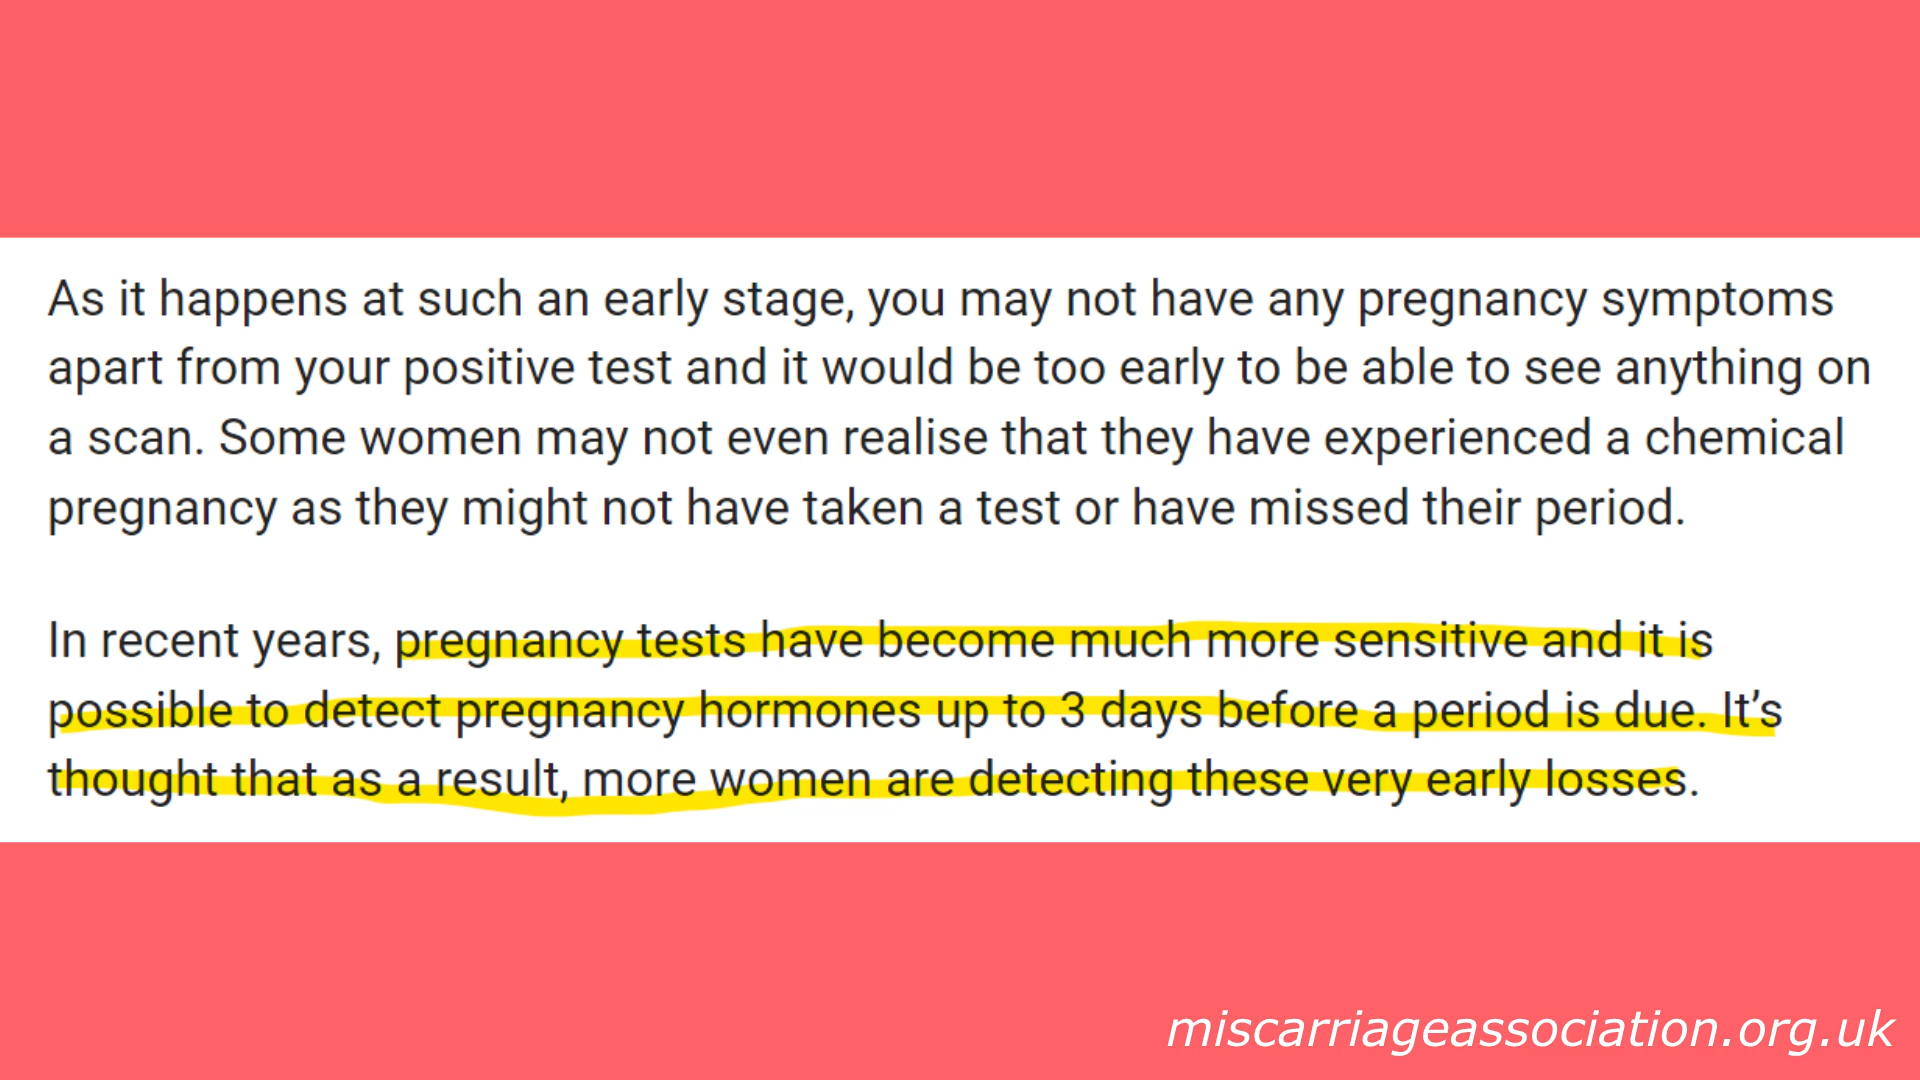 As it happens at such an early stage, you may not have any pregnancy symptoms
apart from your positive test and it would be too early to be able to see anything on
a scan. Some women may not even realise that they have experienced a chemical
pregnancy as they might not have taken a test or have missed their period.
In recent years, pregnancy tests have become much more sensitive and it is
possible to detect pregnancy hormones up to 3 days before a period is due. It’s
thought that as a result, more women are detecting these very early losses.
miscarriageassociation.org.uk